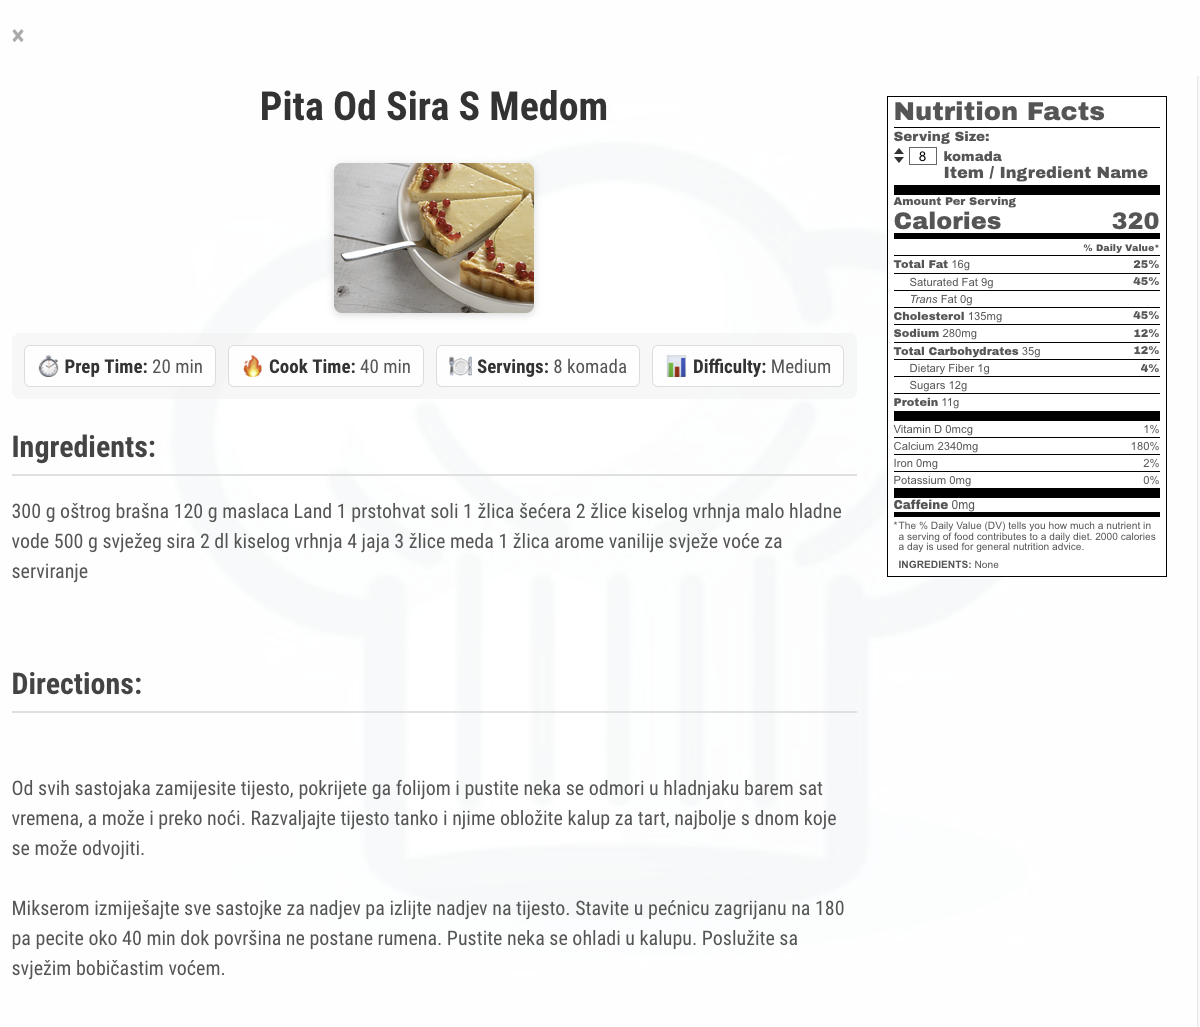 ×
Pita Od Sira S Medom
Prep Time: 20 min
Cook Time: 40 min
Servings: 8 komada
Difficulty: Medium
Ingredients:
300 g oštrog brašna 120 g maslaca Land 1 prstohvat soli 1 žlica šećera 2 žlice kiselog vrhnja malo hladne
vode 500 g svježeg sira 2 dl kiselog vrhnja 4 jaja 3 žlice meda 1 žlica arome vanilije svježe voće za
serviranje
Directions:
Od svih sastojaka zamijesite tijesto, pokrijete ga folijom i pustite neka se odmori u hladnjaku barem sat
vremena, a može i preko noći. Razvaljajte tijesto tanko i njime obložite kalup za tart, najbolje s dnom koje
se može odvojiti.
Mikserom izmiješajte sve sastojke za nadjev pa izlijte nadjev na tijesto. Stavite u pećnicu zagrijanu na 180
pa pecite oko 40 min dok površina ne postane rumena. Pustite neka se ohladi u kalupu. Poslužite sa
svježim bobičastim voćem.
Nutrition Facts
Serving Size:
8 komada
Item / Ingredient Name
Amount Per Serving
Calories 320
% Daily Value*
Total Fat 16g 25%
Saturated Fat 9g 45%
Trans Fat 0g
Cholesterol 135mg 45%
Sodium 280mg 12%
Total Carbohydrates 35g 12%
Dietary Fiber 1g 4%
Sugars 12g
Protein 11g
Vitamin D 0mcg 1%
Calcium 2340mg 180%
Iron 0mg 2%
Potassium 0mg 0%
Caffeine 0mg
*The % Daily Value (DV) tells you how much a nutrient in
a serving of food contributes to a daily diet. 2000 calories
a day is used for general nutrition advice.
INGREDIENTS: None